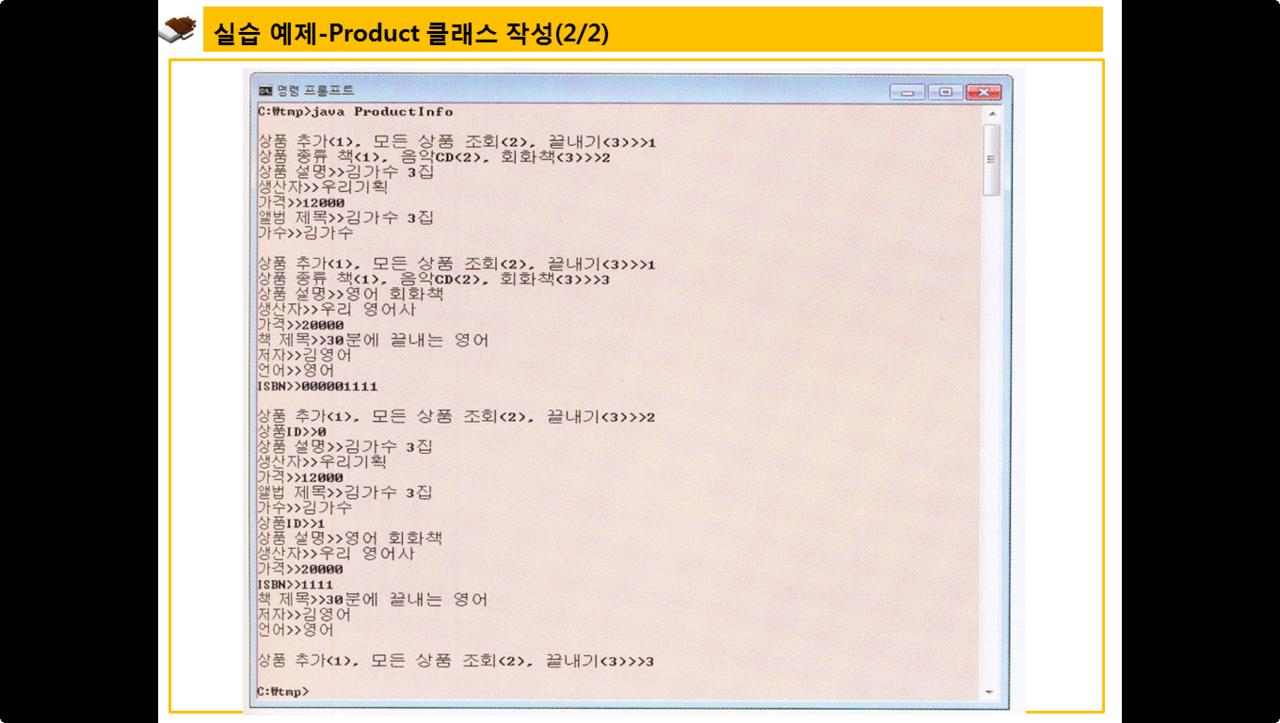 실습 예제-Product 클래스 작성(2/2)
명령 프롬프트
C:\tmp>java ProductInfo
상품 추가(1), 모든 상품 조회(2), 끝내기(3)>>1
상품 종류 책(1), 음악CD(2), 회화책(3)>>2
상품 설명>>김가수 3집
생산자>>우리기획
가격>>12000
앨범 제목>>김가수 3집
가수>>김가수
상품 추가(1), 모든 상품 조회(2), 끝내기(3)>>1
상품 종류 책(1), 음악CD(2), 회화책(3)>>3
상품 설명>>영어 회화책
생산자>>우리 영어사
가격>>20000
책 제목>>30분에 끝내는 영어
저자>>김영어
언어>>영어
ISBN>>000001111
상품 추가(1), 모든 상품 조회(2), 끝내기(3)>>2
상품ID>>0
상품 설명>>김가수 3집
생산자>>우리기획
가격>>12000
앨범 제목>>김가수 3집
가수>>김가수
상품ID>>1
상품 설명>>영어 회화책
생산자>>우리 영어사
가격>>20000
ISBN>>1111
책 제목>>30분에 끝내는 영어
저자>>김영어
언어>>영어
상품 추가(1), 모든 상품 조회(2), 끝내기(3)>>3
C:\tmp>